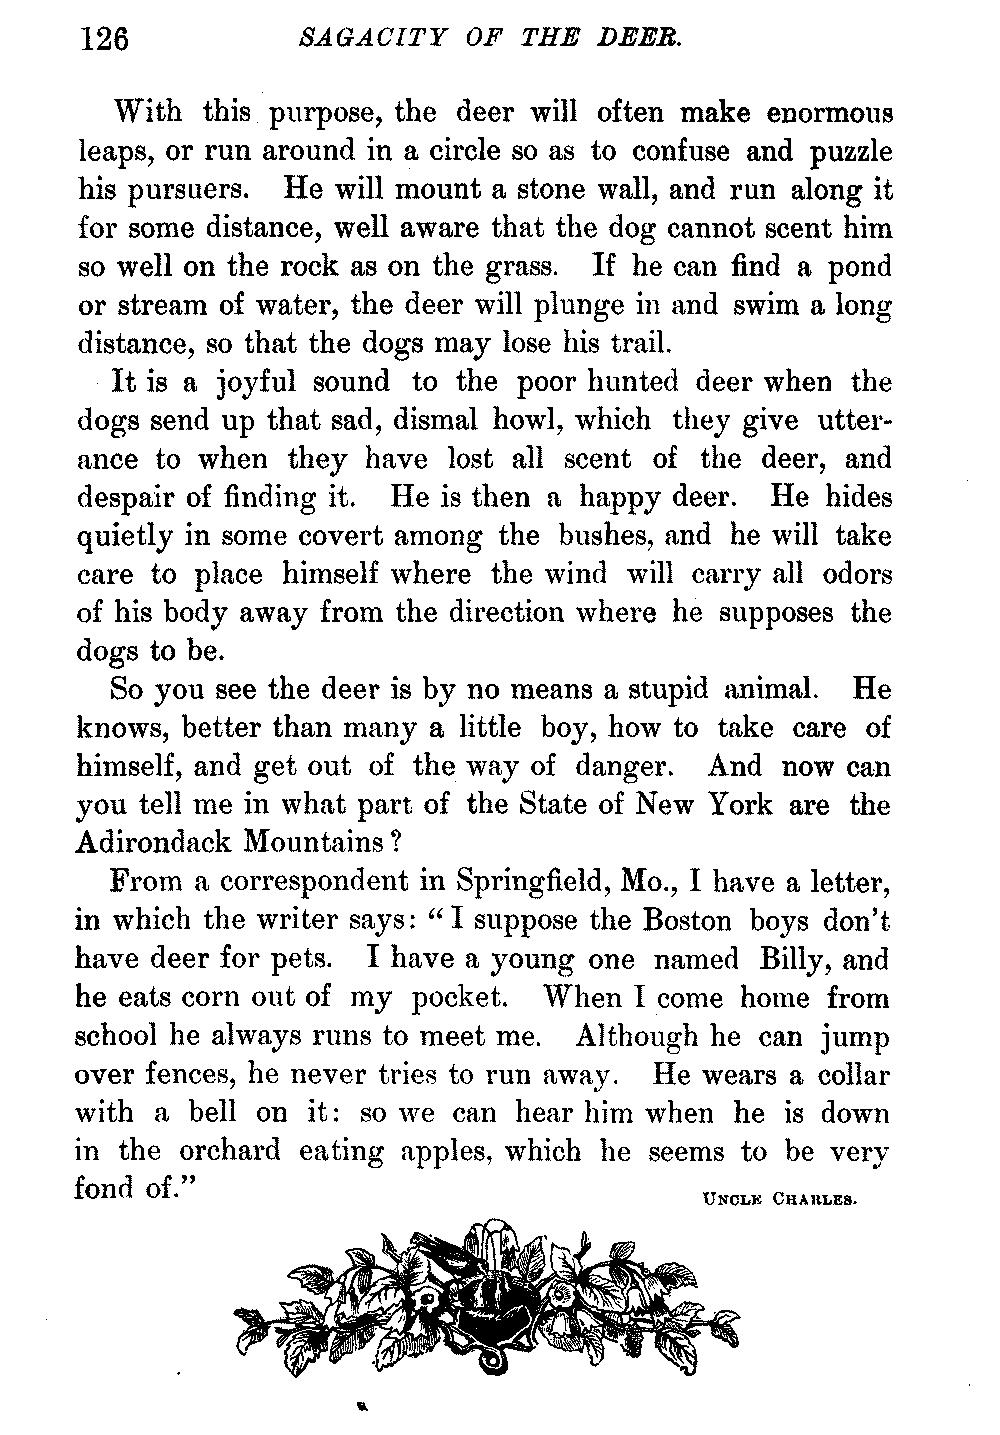 126 SAGACITY OF THE DEER.
With this purpose, the deer will often make enormous
leaps, or run around in a circle so as to confuse and puzzle
his pursuers. He will mount a stone wall, and run along it
for some distance, well aware that the dog cannot scent him
so well on the rock as on the grass. If he can find a pond
or stream of water, the deer will plunge in and swim a long
distance, so that the dogs may lose his trail.
It is a joyful sound to the poor hunted deer when the
dogs send up that sad, dismal howl, which they give utter-
ance to when they have lost all scent of the deer, and
despair of finding it. He is then a happy deer. He hides
quietly in some covert among the bushes, and he will take
care to place himself where the wind will carry all odors
of his body away from the direction where he supposes the
dogs to be.
So you see the deer is by no means a stupid animal. He
knows, better than many a little boy, how to take care of
himself, and get out of the way of danger. And now can
you tell me in what part of the State of New York are the
Adirondack Mountains?
From a correspondent in Springfield, Mo., I have a letter,
in which the writer says: “I suppose the Boston boys don't
have deer for pets. I have a young one named Billy, and
he eats corn out of my pocket. When I come home from
school he always runs to meet me. Although he can jump
over fences, he never tries to run away. He wears a collar
with a bell on it: so we can hear him when he is down
in the orchard eating apples, which he seems to be very
fond of.”
UNCLE CHARLES.